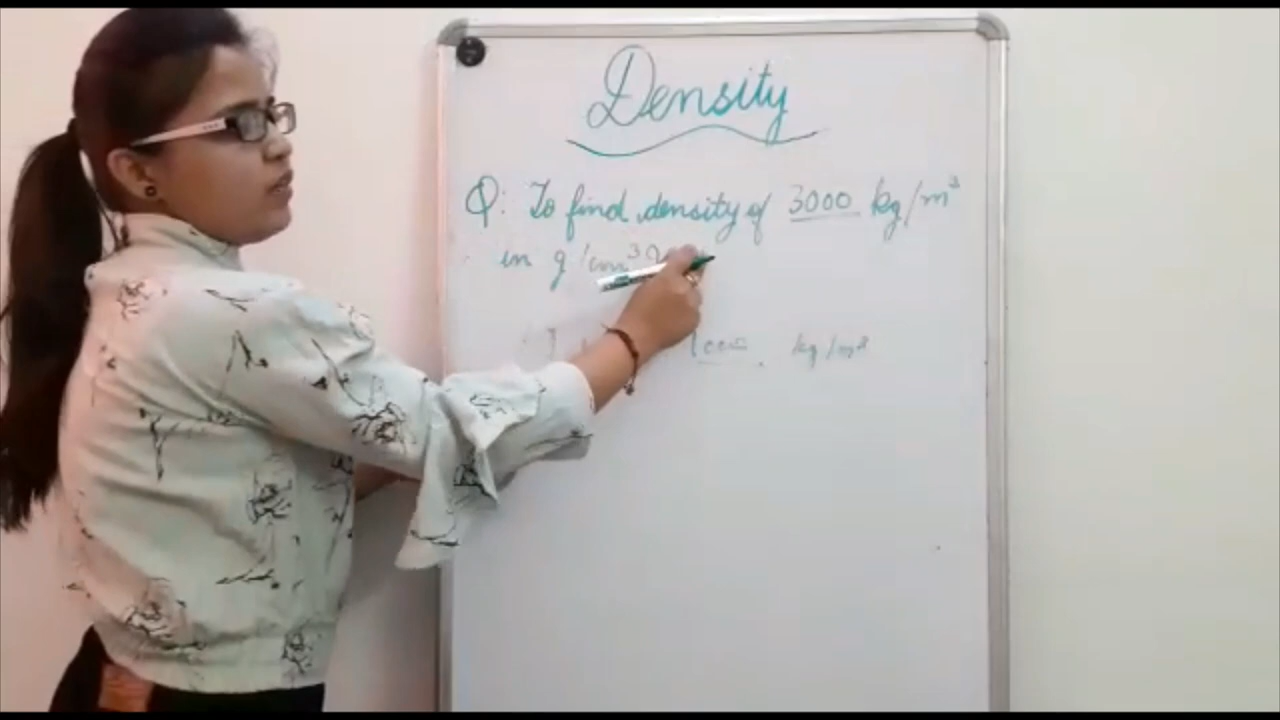 Density
Q: To find density of 3000 kg/m³
in g/cm³
1000 kg/m³